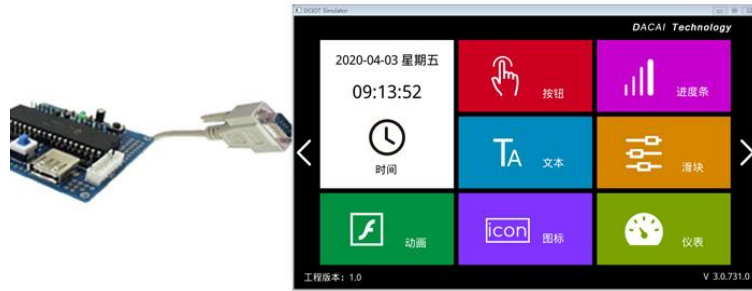 DCIOT Simulator
DACAI Technology
2020-04-03 星期五
09:13:52
时间
按钮
进度条
TA 文本
滑块
动画
icon 图标
仪表
工程版本：1.0
V 3.0.731.0